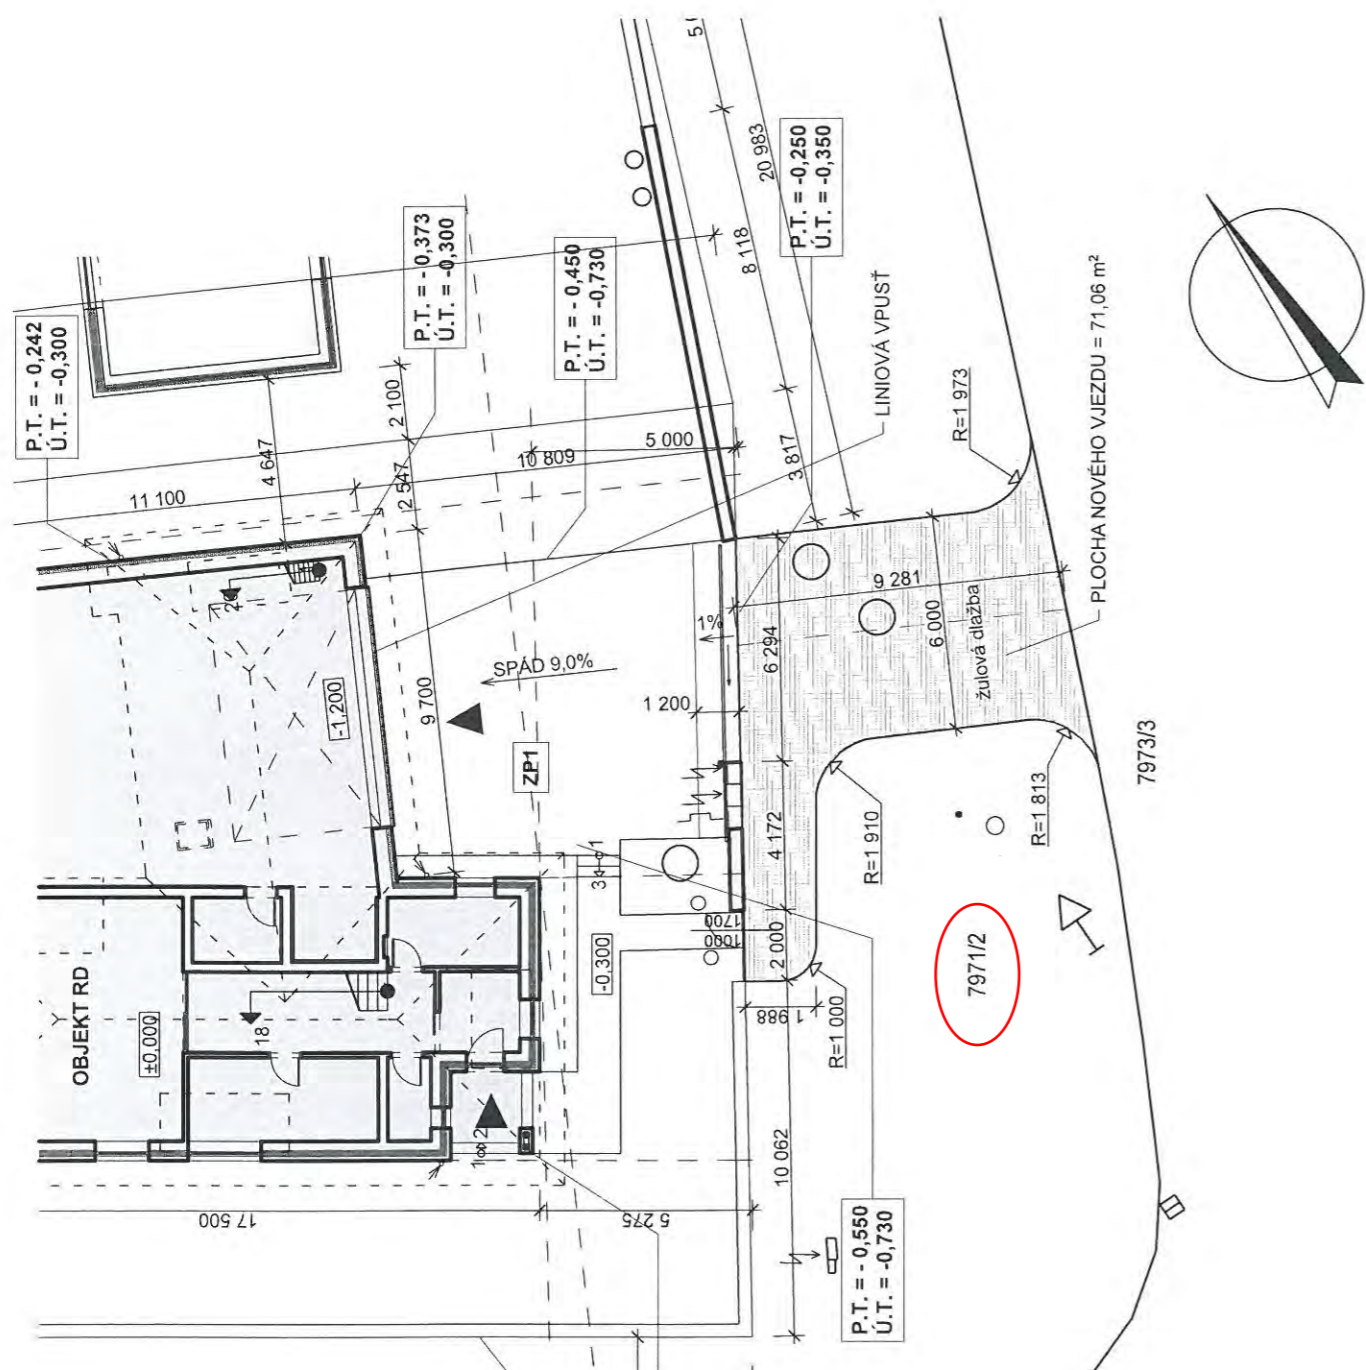 P.T. = - 0,242
Ú.T. = -0,300
P.T. = - 0,373
Ú.T. = -0,300
P.T. = - 0,450
Ú.T. = -0,730
P.T. = -0,250
Ú.T. = -0,350
20 983
8 118
3 817
5 000
10 809
2 100
2 547
4 647
11 100
LINIOVÁ VPUSŤ
R=1 973
PLOCHA NOVÉHO VJEZDU = 71,06 m²
9 281
6 000
žulová dlažba
1%
6 294
1 200
SPÁD 9,0%
9 700
-1,200
ZP1
7973/3
R=1 813
R=1 910
4 172
1700
1000
2 000
1 988
R=1 000
7971/2
3
1
-0,300
OBJEKT RD
±0,000
18
1
2
17 500
5 275
10 062
P.T. = - 0,550
Ú.T. = -0,730